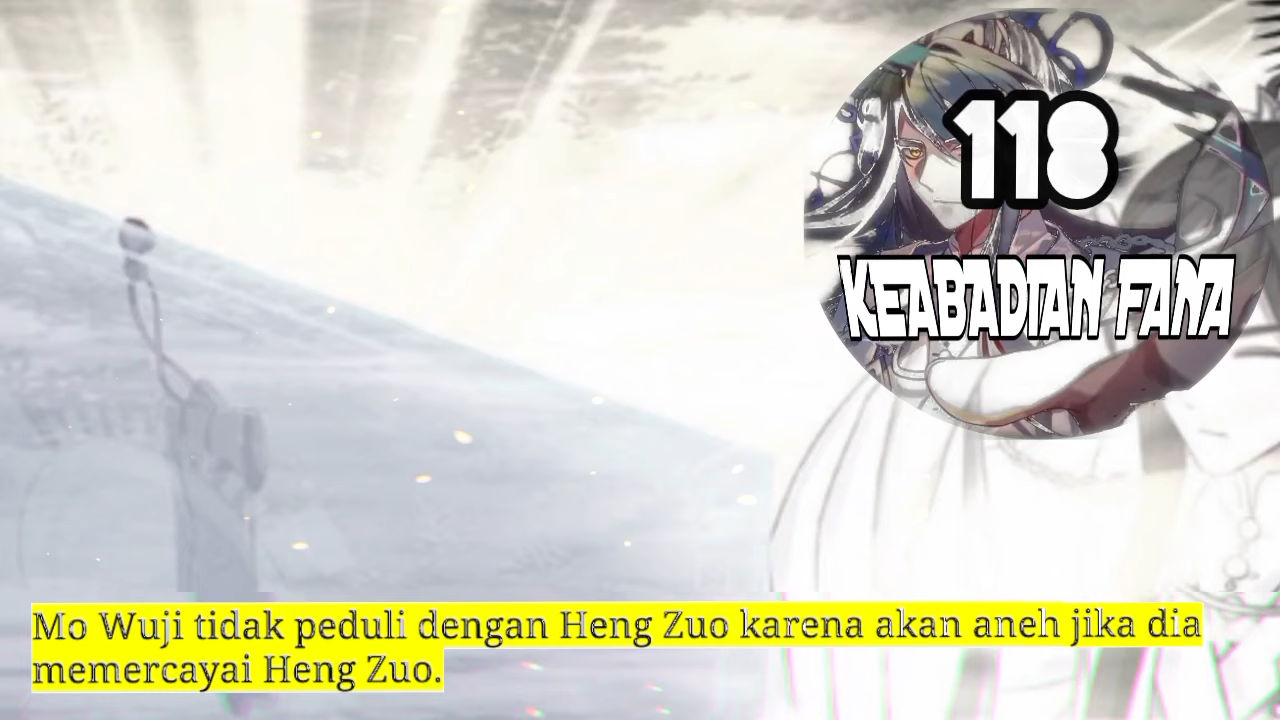 118
KEABADIAN FANA
Mo Wuji tidak peduli dengan Heng Zuo karena akan aneh jika dia
memercayai Heng Zuo.